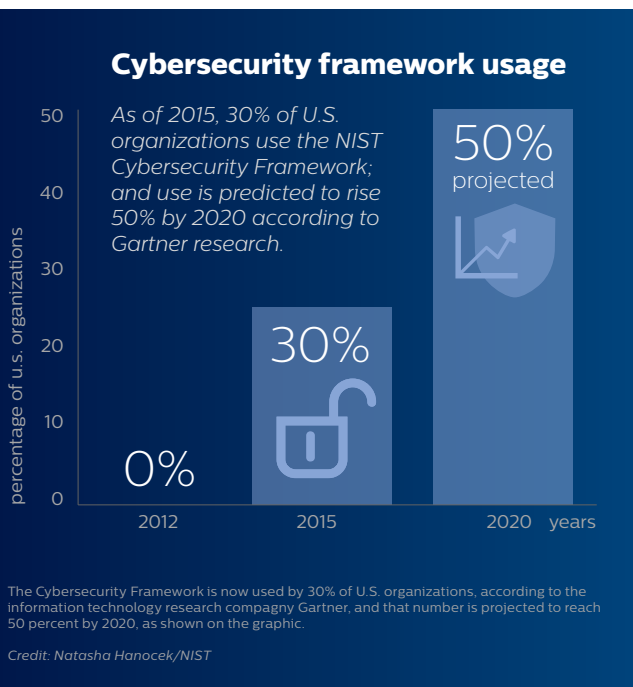 Cybersecurity framework usage
As of 2015, 30% of U.S.
organizations use the NIST
Cybersecurity Framework;
and use is predicted to rise
50% by 2020 according to
Gartner research.
percentage of u.s. organizations
50
40
30
20
10
0
0%
30%
50%
projected
2012
2015
2020
years
The Cybersecurity Framework is now used by 30% of U.S. organizations, according to the
information technology research compagny Gartner, and that number is projected to reach
50 percent by 2020, as shown on the graphic.
Credit: Natasha Hanocek/NIST